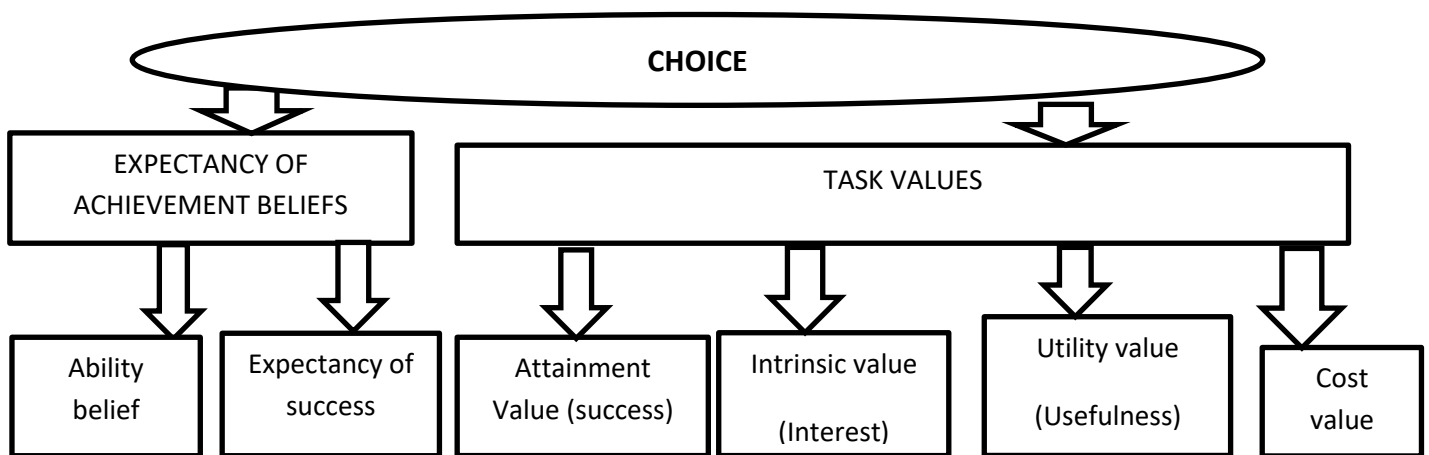 CHOICE
EXPECTANCY OF
ACHIEVEMENT BELIEFS
TASK VALUES
Ability
belief
Expectancy of
success
Attainment
Value (success)
Intrinsic value
(Interest)
Utility value
(Usefulness)
Cost
value